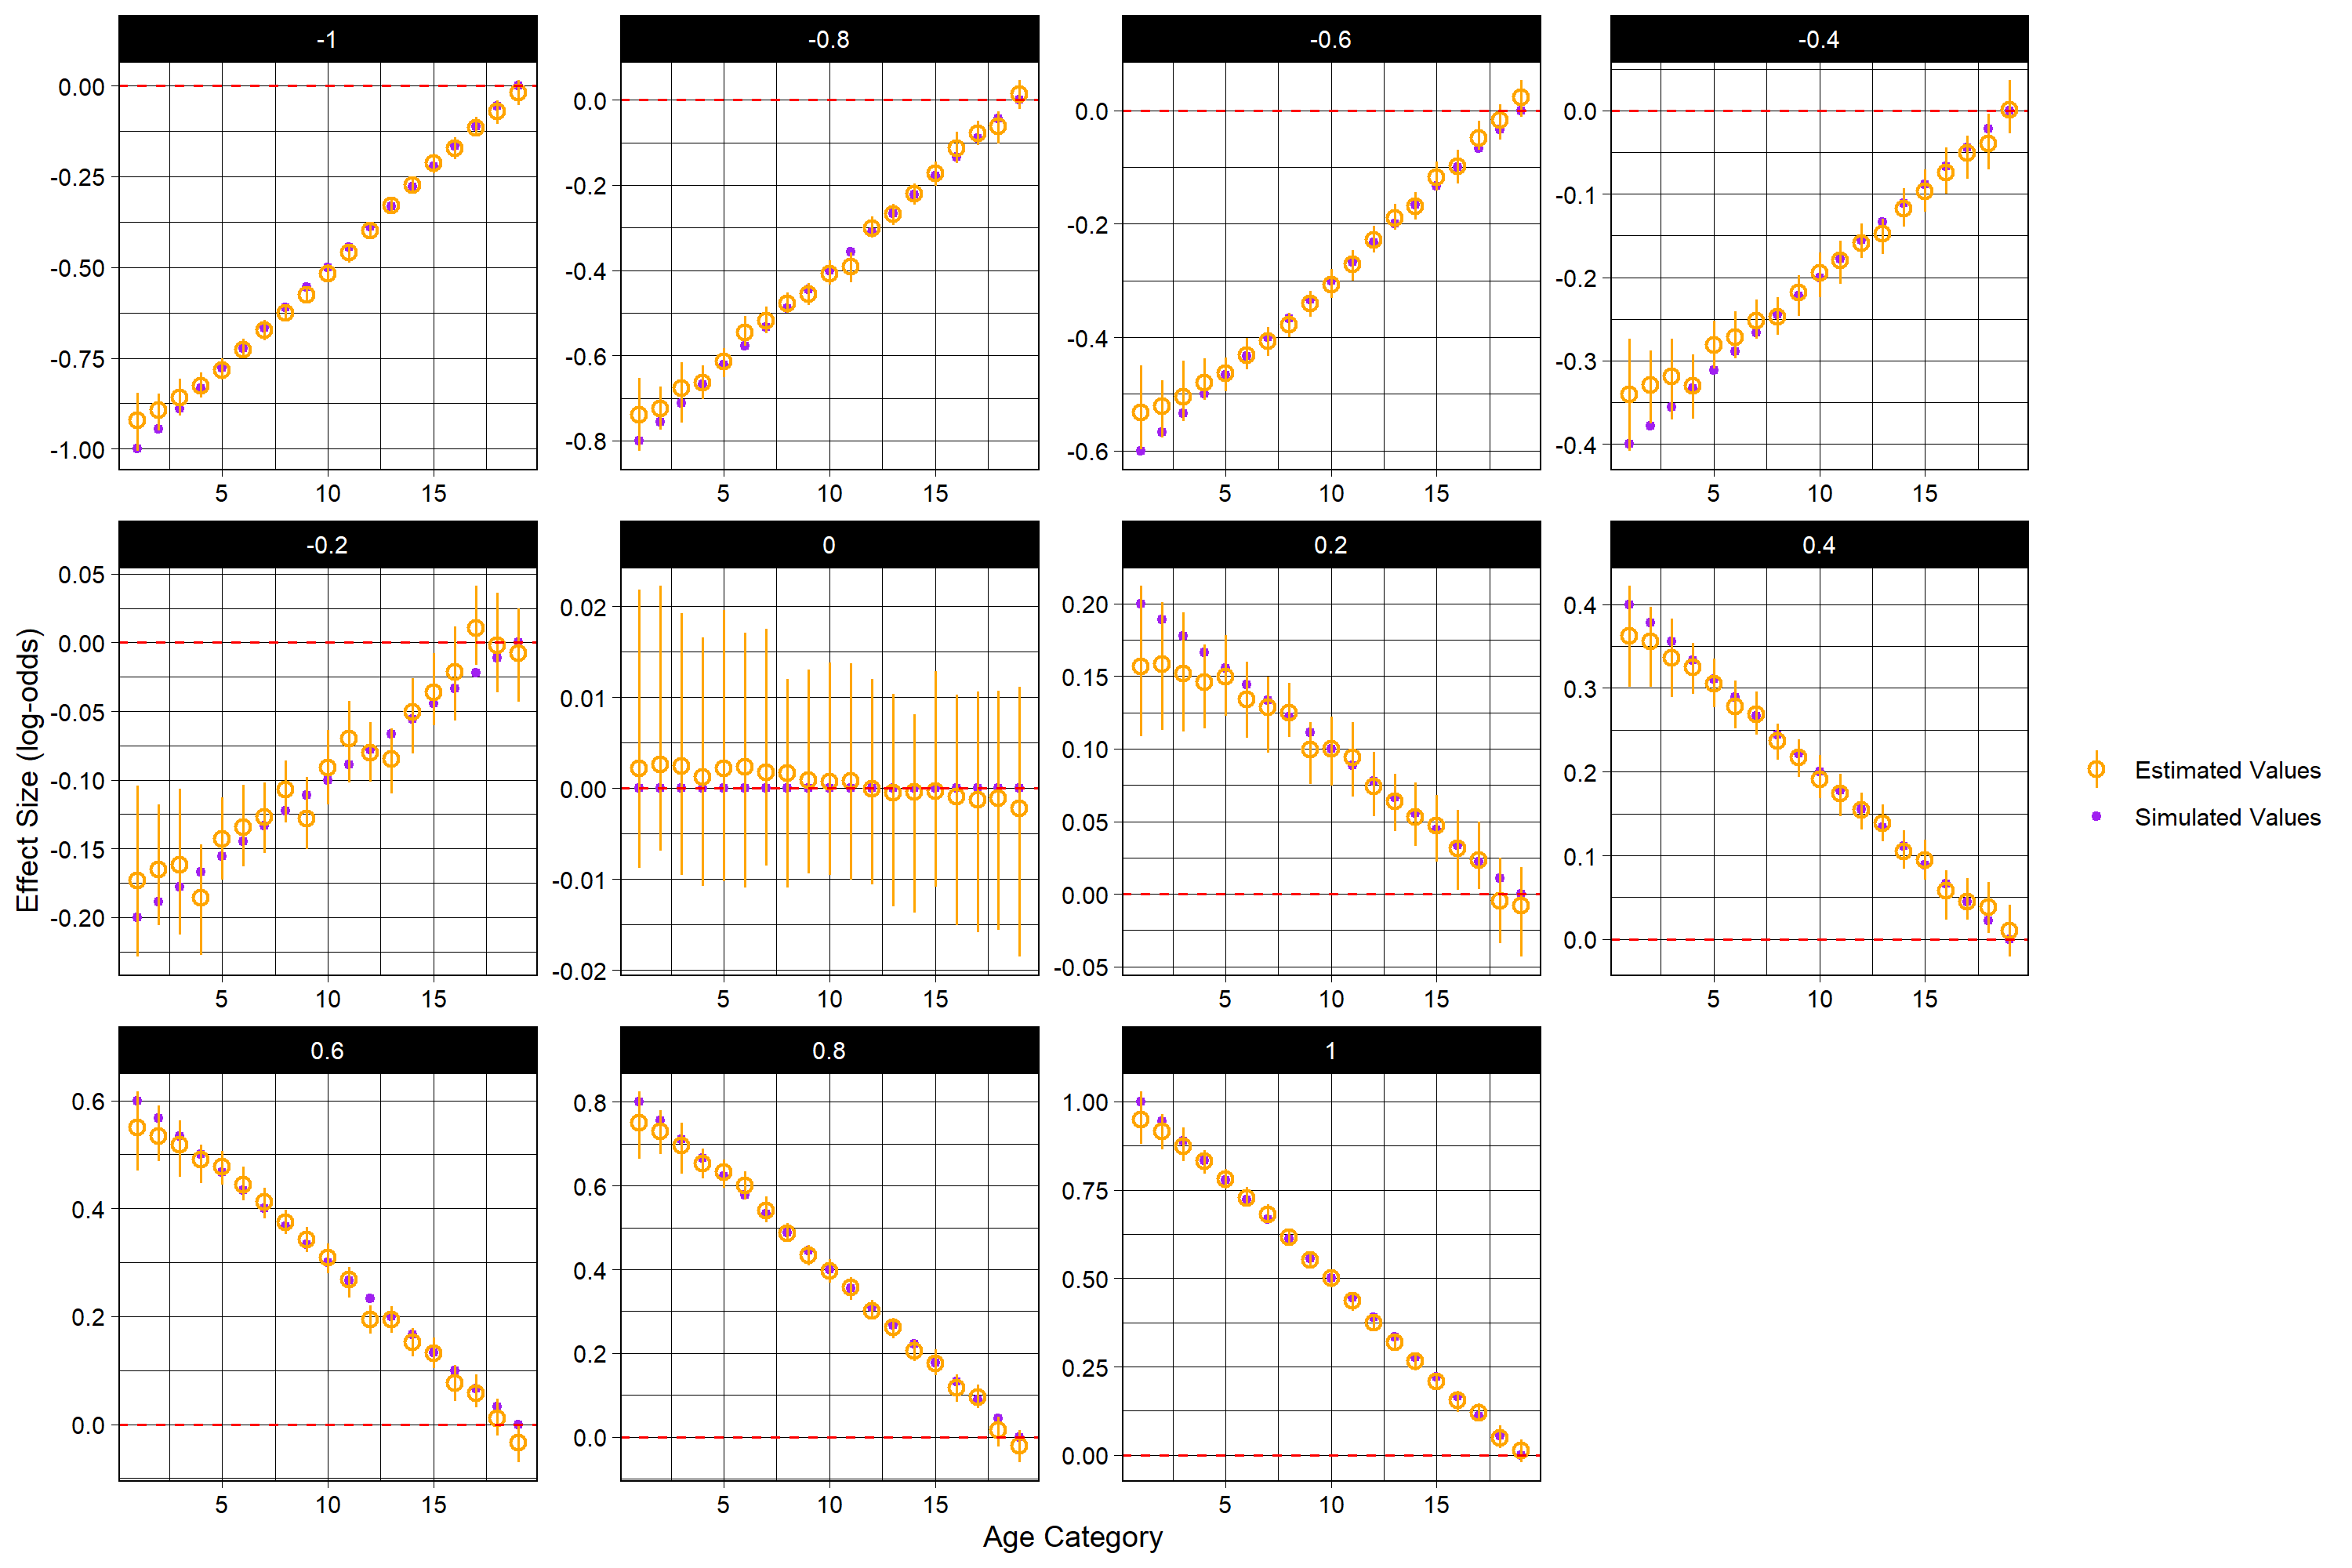 -1 -0.8 -0.6 -0.4
0.00 0.0 0.0 0.0
-0.25 -0.2 -0.2 -0.1
-0.50 -0.4 -0.4 -0.2
-0.75 -0.6 -0.6 -0.3
-1.00 -0.8 -0.4
5 10 15 5 10 15 5 10 15 5 10 15
-0.2 0 0.2 0.4
0.05 0.02 0.20 0.4
0.00 0.01 0.15 0.3
-0.05 0.00 0.10 0.2
-0.10 -0.01 0.05 0.1
-0.15 -0.02 0.00 0.0
-0.20 -0.05
5 10 15 5 10 15 5 10 15 5 10 15
0.6 0.8 1
0.6 0.8 1.00
0.4 0.6 0.75
0.2 0.4 0.50
0.0 0.2 0.25
0.0 0.00
5 10 15 5 10 15 5 10 15
Effect Size (log-odds)
Age Category
Estimated Values
Simulated Values